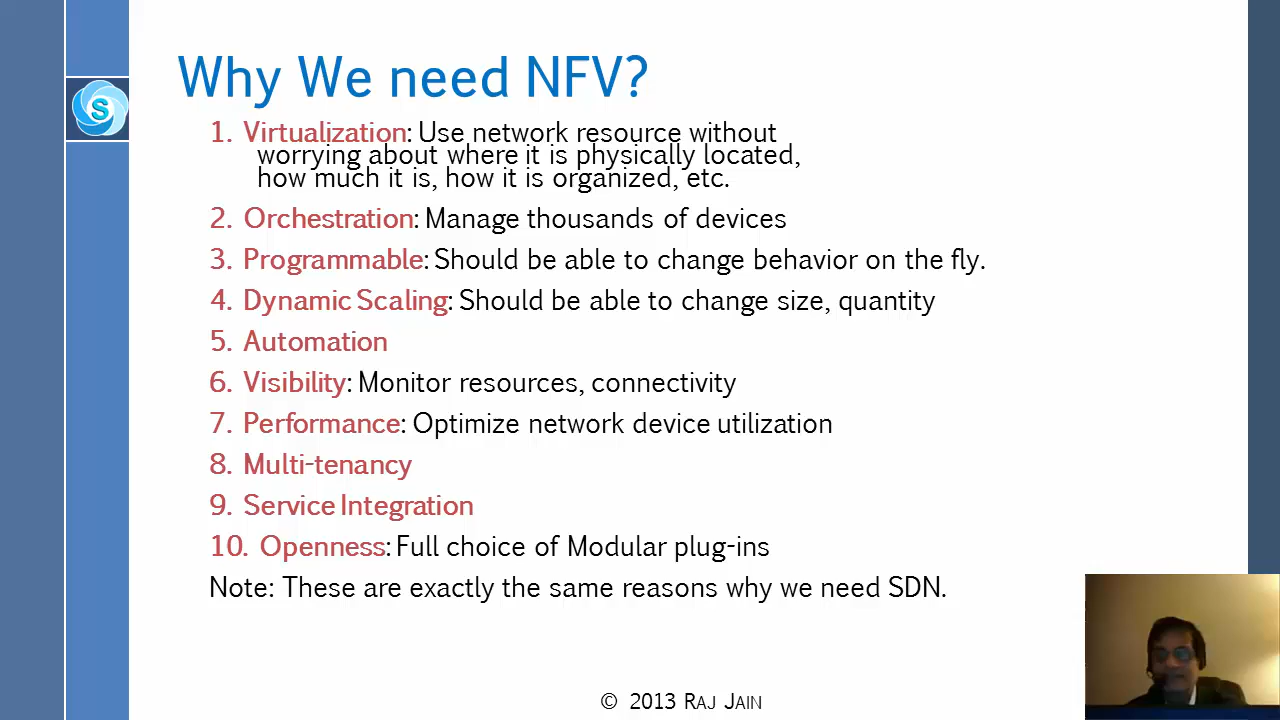 Why We need NFV?
S
1. Virtualization: Use network resource without
worrying about where it is physically located,
how much it is, how it is organized, etc.
2. Orchestration: Manage thousands of devices
3. Programmable: Should be able to change behavior on the fly.
4. Dynamic Scaling: Should be able to change size, quantity
5. Automation
6. Visibility: Monitor resources, connectivity
7. Performance: Optimize network device utilization
8. Multi-tenancy
9. Service Integration
10. Openness: Full choice of Modular plug-ins
Note: These are exactly the same reasons why we need SDN.
© 2013 RAJ JAIN